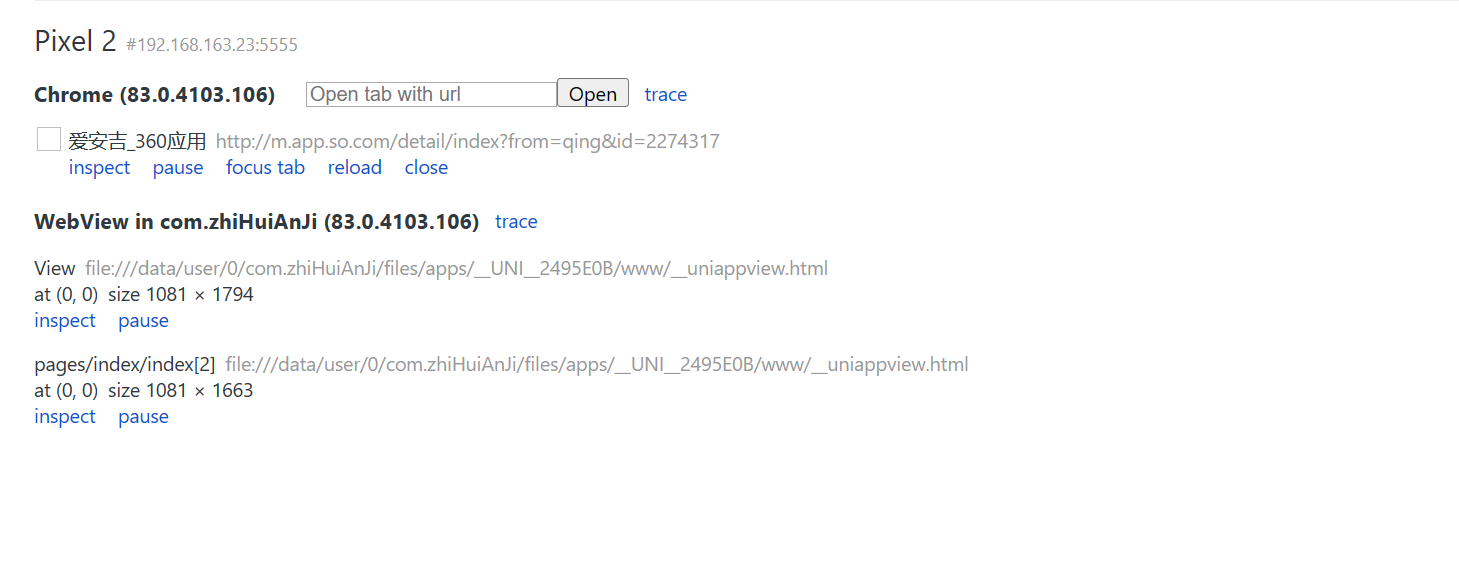 Pixel 2 #192.168.163.23:5555
Chrome (83.0.4103.106) Open tab with url Open trace
爱安吉_360应用 http://m.app.so.com/detail/index?from=qing&id=2274317
inspect pause focus tab reload close
WebView in com.zhiHuiAnJi (83.0.4103.106) trace
View file:///data/user/0/com.zhiHuiAnJi/files/apps/__UNI__2495E0B/www/__uniappview.html
at (0, 0) size 1081 × 1794
inspect pause
pages/index/index[2] file:///data/user/0/com.zhiHuiAnJi/files/apps/__UNI__2495E0B/www/__uniappview.html
at (0, 0) size 1081 × 1663
inspect pause